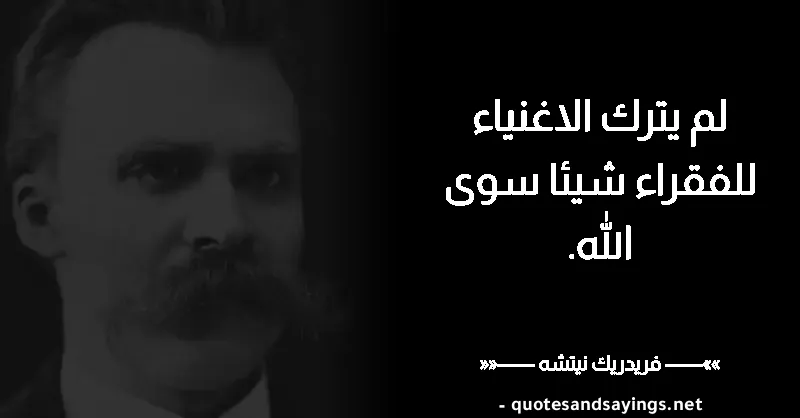 لم يترك الاغنياء
للفقراء شيئا سوى
الله.
»»——— فريدريك نيتشه ———««
- quotesandsayings.net